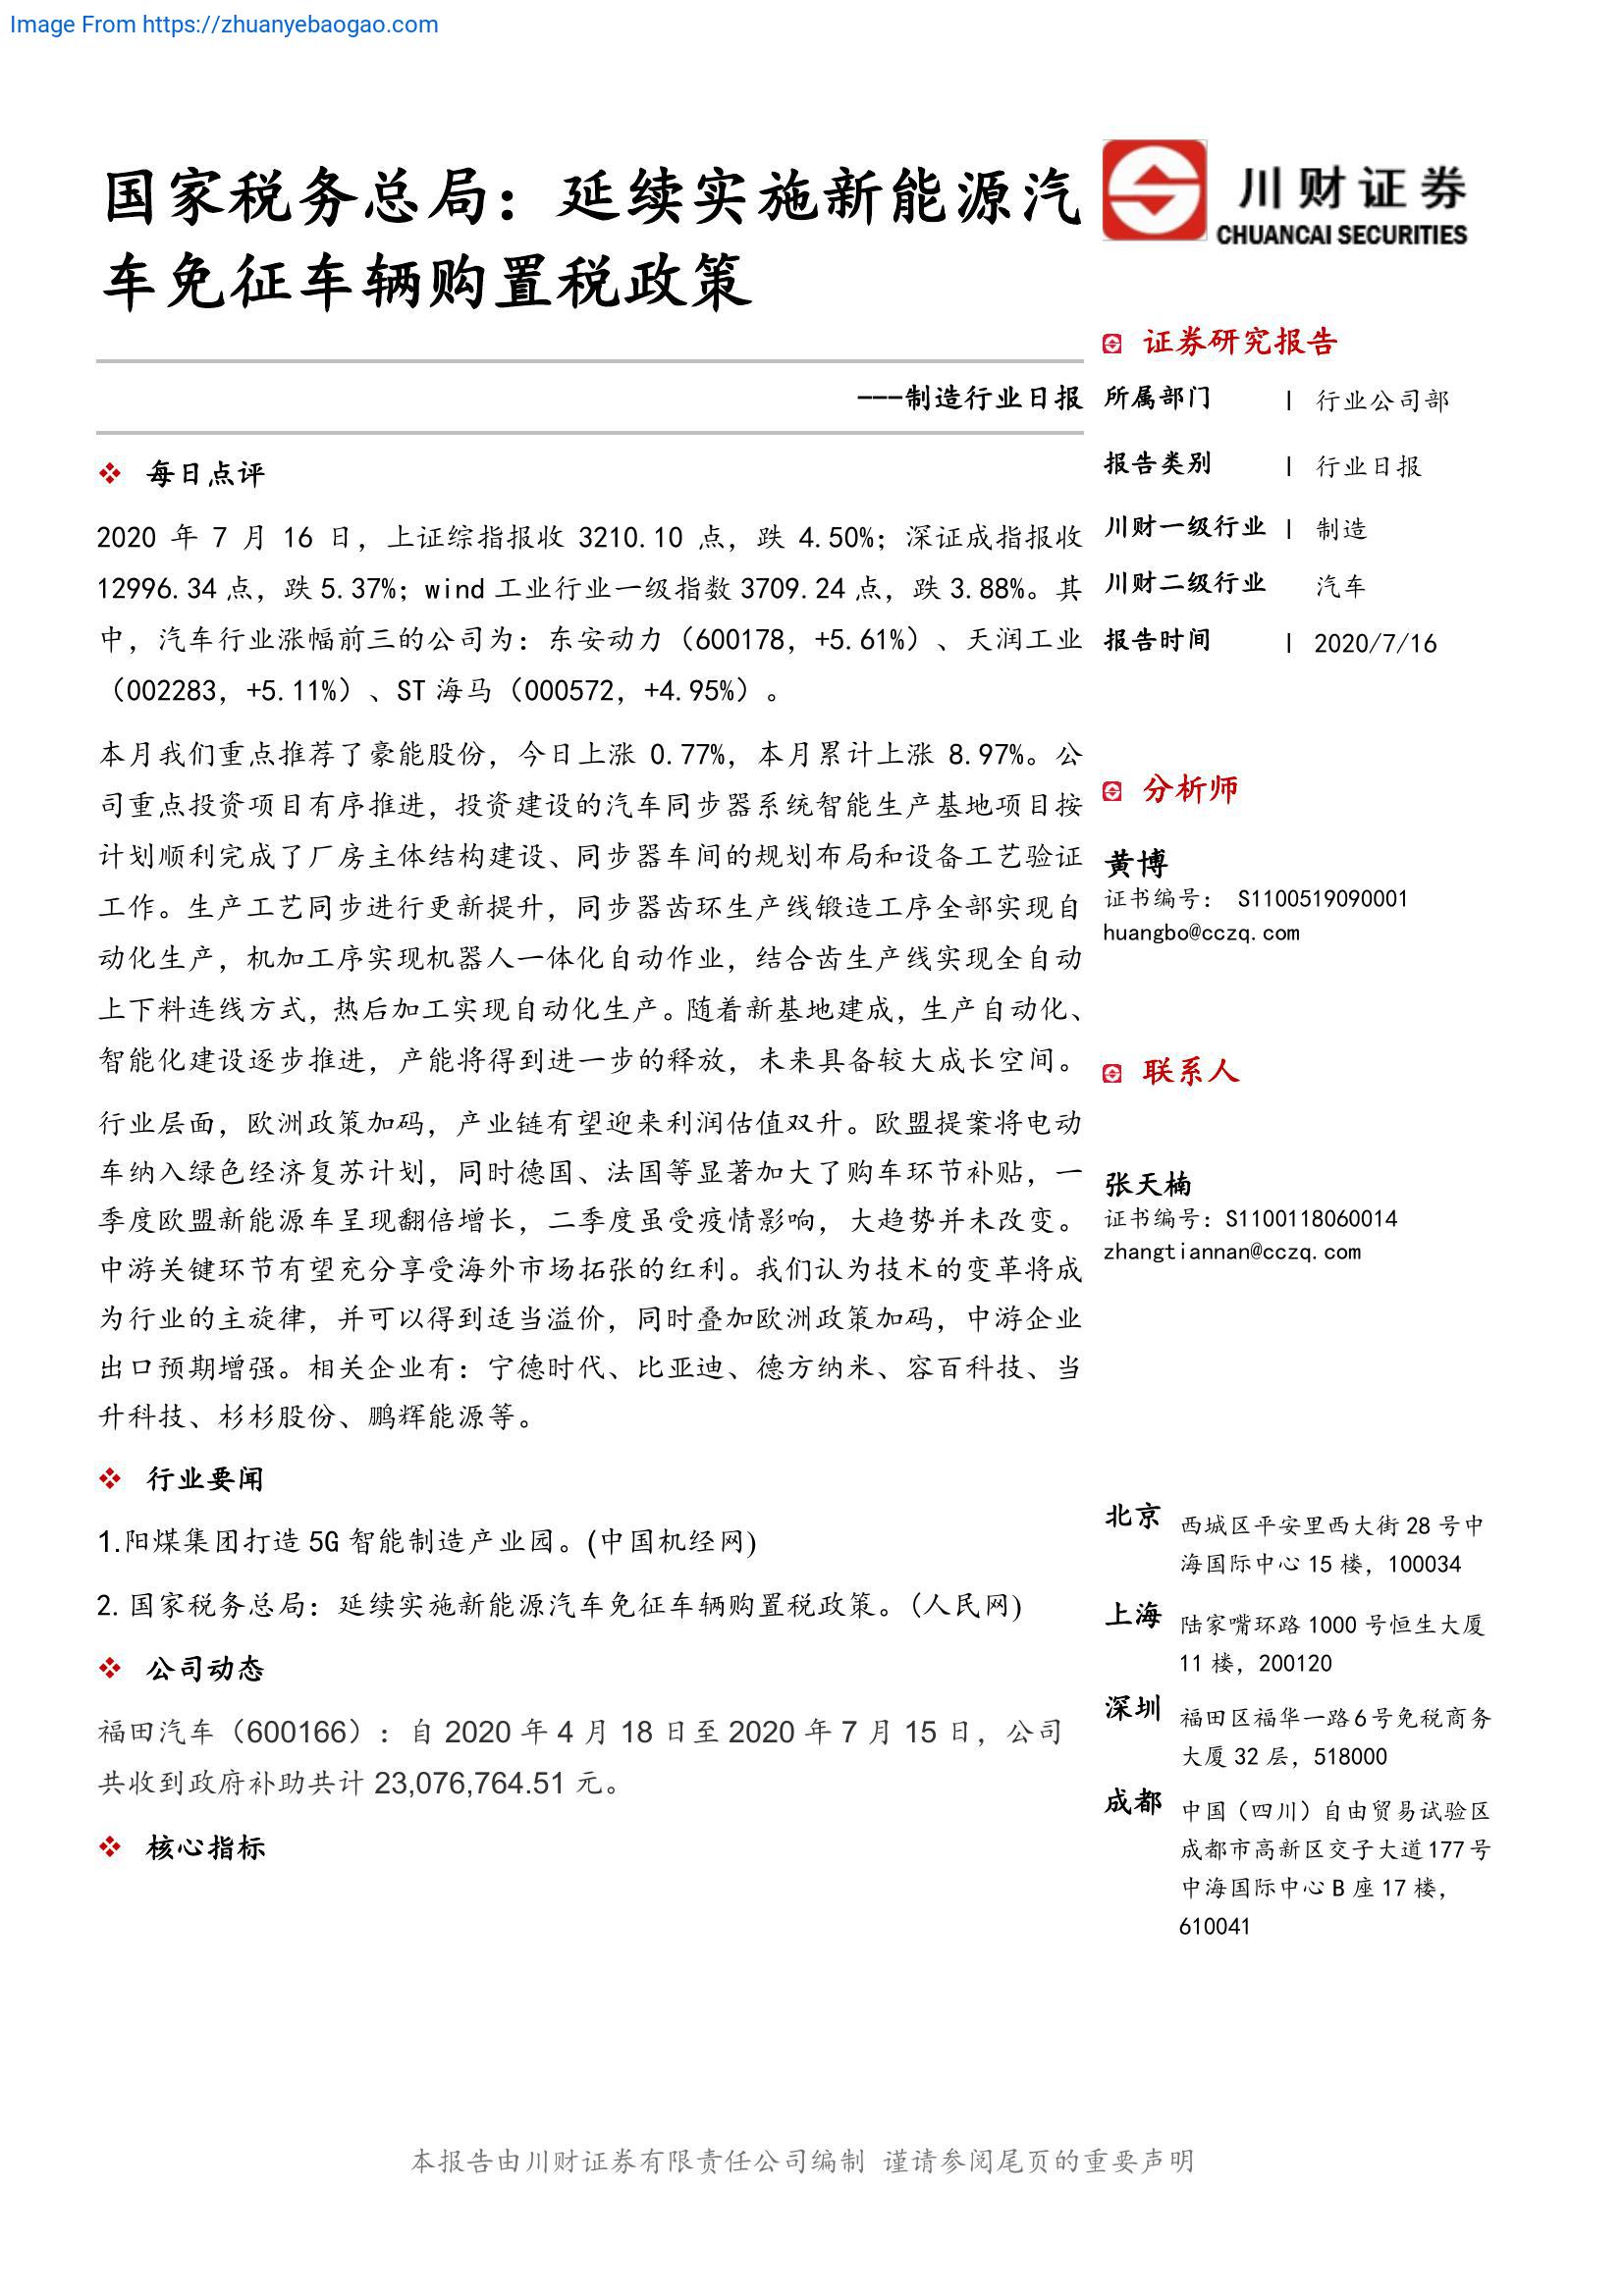 Image From https://zhuanyebaogao.com
国家税务总局：延续实施新能源汽
车免征车辆购置税政策
---制造行业日报
❖ 每日点评
2020 年 7 月 16 日，上证综指报收 3210.10 点，跌 4.50%；深证成指报收
12996.34 点，跌 5.37%；wind 工业行业一级指数 3709.24 点，跌 3.88%。其
中，汽车行业涨幅前三的公司为：东安动力（600178，+5.61%）、天润工业
（002283，+5.11%）、ST 海马（000572，+4.95%）。
本月我们重点推荐了豪能股份，今日上涨 0.77%，本月累计上涨 8.97%。公
司重点投资项目有序推进，投资建设的汽车同步器系统智能生产基地项目按
计划顺利完成了厂房主体结构建设、同步器车间的规划布局和设备工艺验证
工作。生产工艺同步进行更新提升，同步器齿环生产线锻造工序全部实现自
动化生产，机加工序实现机器人一体化自动作业，结合齿生产线实现全自动
上下料连线方式，热后加工实现自动化生产。随着新基地建成，生产自动化、
智能化建设逐步推进，产能将得到进一步的释放，未来具备较大成长空间。
行业层面，欧洲政策加码，产业链有望迎来利润估值双升。欧盟提案将电动
车纳入绿色经济复苏计划，同时德国、法国等显著加大了购车环节补贴，一
季度欧盟新能源车呈现翻倍增长，二季度虽受疫情影响，大趋势并未改变。
中游关键环节有望充分享受海外市场拓张的红利。我们认为技术的变革将成
为行业的主旋律，并可以得到适当溢价，同时叠加欧洲政策加码，中游企业
出口预期增强。相关企业有：宁德时代、比亚迪、德方纳米、容百科技、当
升科技、杉杉股份、鹏辉能源等。
❖ 行业要闻
1.阳煤集团打造 5G 智能制造产业园。(中国机经网)
2. 国家税务总局：延续实施新能源汽车免征车辆购置税政策。(人民网)
❖ 公司动态
福田汽车（600166）：自 2020 年 4 月 18 日至 2020 年 7 月 15 日，公司
共收到政府补助共计 23,076,764.51 元。
❖ 核心指标
川财证券
CHUANCAI SECURITIES
证券研究报告
所属部门 | 行业公司部
报告类别 | 行业日报
川财一级行业 | 制造
川财二级行业 汽车
报告时间 | 2020/7/16
分析师
黄博
证书编号： S1100519090001
huangbo@cczq.com
联系人
张天楠
证书编号：S1100118060014
zhangtiannan@cczq.com
北京 西城区平安里西大街 28 号中
海国际中心 15 楼，100034
上海 陆家嘴环路 1000 号恒生大厦
11 楼，200120
深圳 福田区福华一路 6 号免税商务
大厦 32 层，518000
成都 中国（四川）自由贸易试验区
成都市高新区交子大道 177 号
中海国际中心 B 座 17 楼，
610041
本报告由川财证券有限责任公司编制 谨请参阅尾页的重要声明